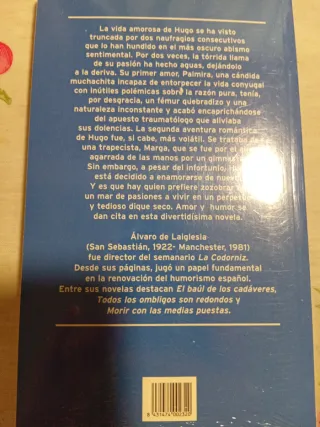 La vida amorosa de Hugo se ha visto
truncada por dos naufragios consecutivos
que lo han hundido en el más oscuro abismo
sentimental. Por dos veces, la tórrida llama
de su pasión ha hecho aguas, dejándolo
a la deriva. Su primer amor, Palmira, una cándida
muchachita incapaz de entorpecer la vida conyugal
con inútiles polémicas sobre la razón pura, tenía,
por desgracia, un fémur quebradizo y una
naturaleza inconstante y acabó encaprichándose
del apuesto traumatólogo que aliviaba
sus dolencias. La segunda aventura romántica
de Hugo fue, si cabe, más volátil. Se trataba de
una trapecista, Marga, que se fue por el
agarrada de las manos por un
Sin embargo, a pesar del infortunio,
está decidido a enamorarse de
Y es que hay quien prefiere zozobrar
un mar de pasiones a vivir en un
y tedioso dique seco. Amor y humor se
dan cita en esta divertidísima novela.
Álvaro de Laiglesia
(San Sebastián, 1922- Manchester, 1981)
fue director del semanario La Codorniz.
Desde sus páginas, jugó un papel fundamental
en la renovación del humorismo español.
Entre sus novelas destacan El baúl de los cadáveres,
Todos los ombligos son redondos y
Morir con las medias puestas.
8 431474 002320